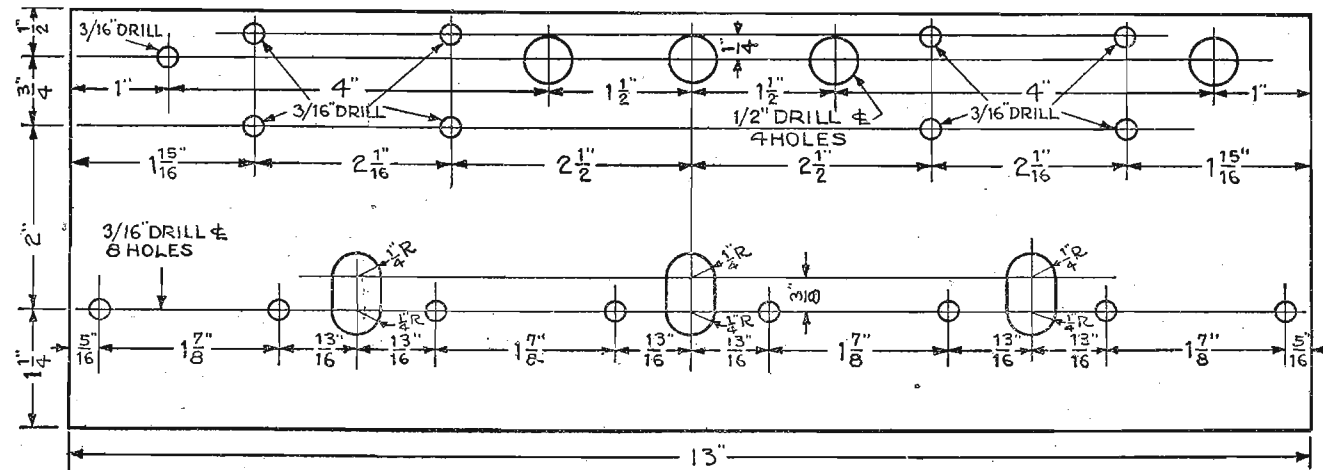 1/2"
3/16" DRILL
1/4"
3/4"
1"
4"
1 1/2"
1 1/2"
4"
1"
3/16" DRILL
1/2" DRILL ℄
4 HOLES
3/16" DRILL
1 15/16"
2 1/16"
2 1/2"
2 1/2"
2 1/16"
1 15/16"
2"
3/16" DRILL ℄
8 HOLES
1/4" R
1/4" R
1/4" R
3/8"
1/4" R
1/4" R
1/4" R
1 1/4"
5/16"
1 7/8"
13/16"
13/16"
1 7/8"
13/16"
13/16"
1 7/8"
13/16"
13/16"
1 7/8"
5/16"
13"